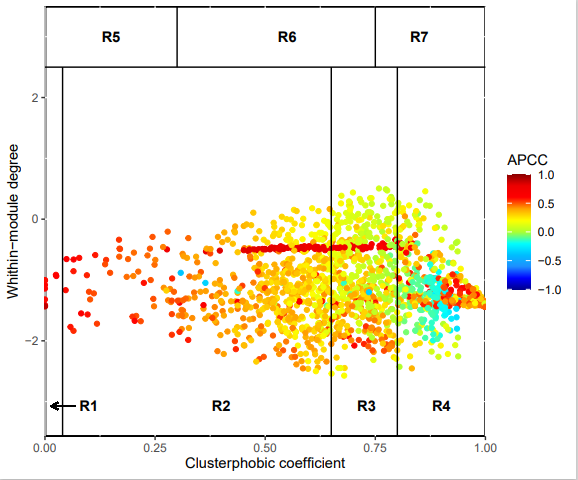 R5 R6 R7
2
0
−2
Whithin−module degree
R1 R2 R3 R4
0.00 0.25 0.50 0.75 1.00
Clusterphobic coefficient
APCC
1.0
0.5
0.0
−0.5
−1.0